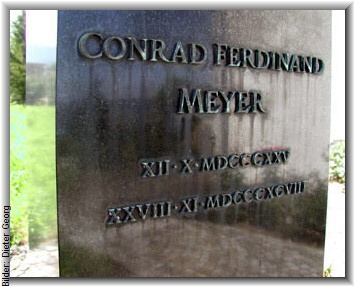 CONRAD FERDINAND
MEYER
XII · X · MDCCCXXV
XXVIII · XI · MDCCCXCVIII
Bilder: Dieter Georg